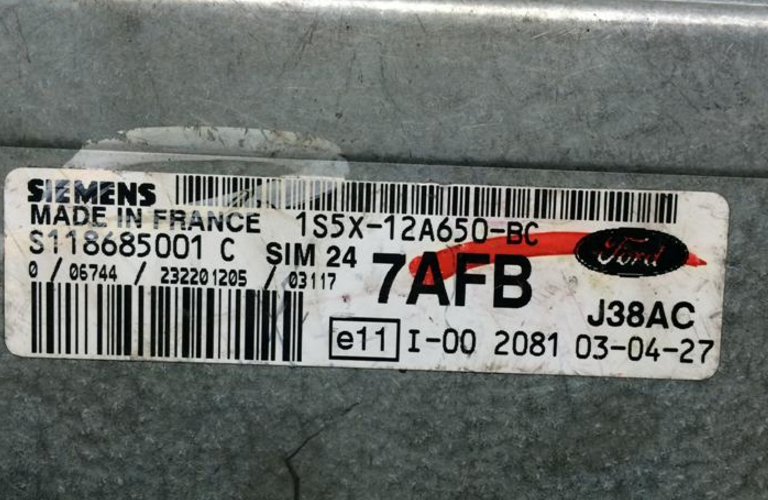 SIEMENS
MADE IN FRANCE 1S5X-12A650-BC
S118685001 C SIM 24 7AFB Ford
0 / 06744 / 232201205 / 03117
J38AC
e11 I-00 2081 03-04-27